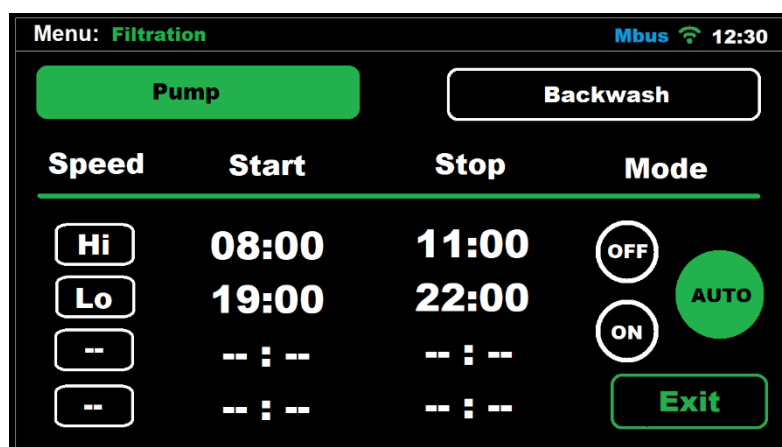 Menu: Filtration Mbus 12:30
Pump Backwash
Speed Start Stop Mode
Hi 08:00 11:00 OFF
Lo 19:00 22:00 AUTO
-- -- : -- -- : -- ON
-- -- : -- -- : -- Exit